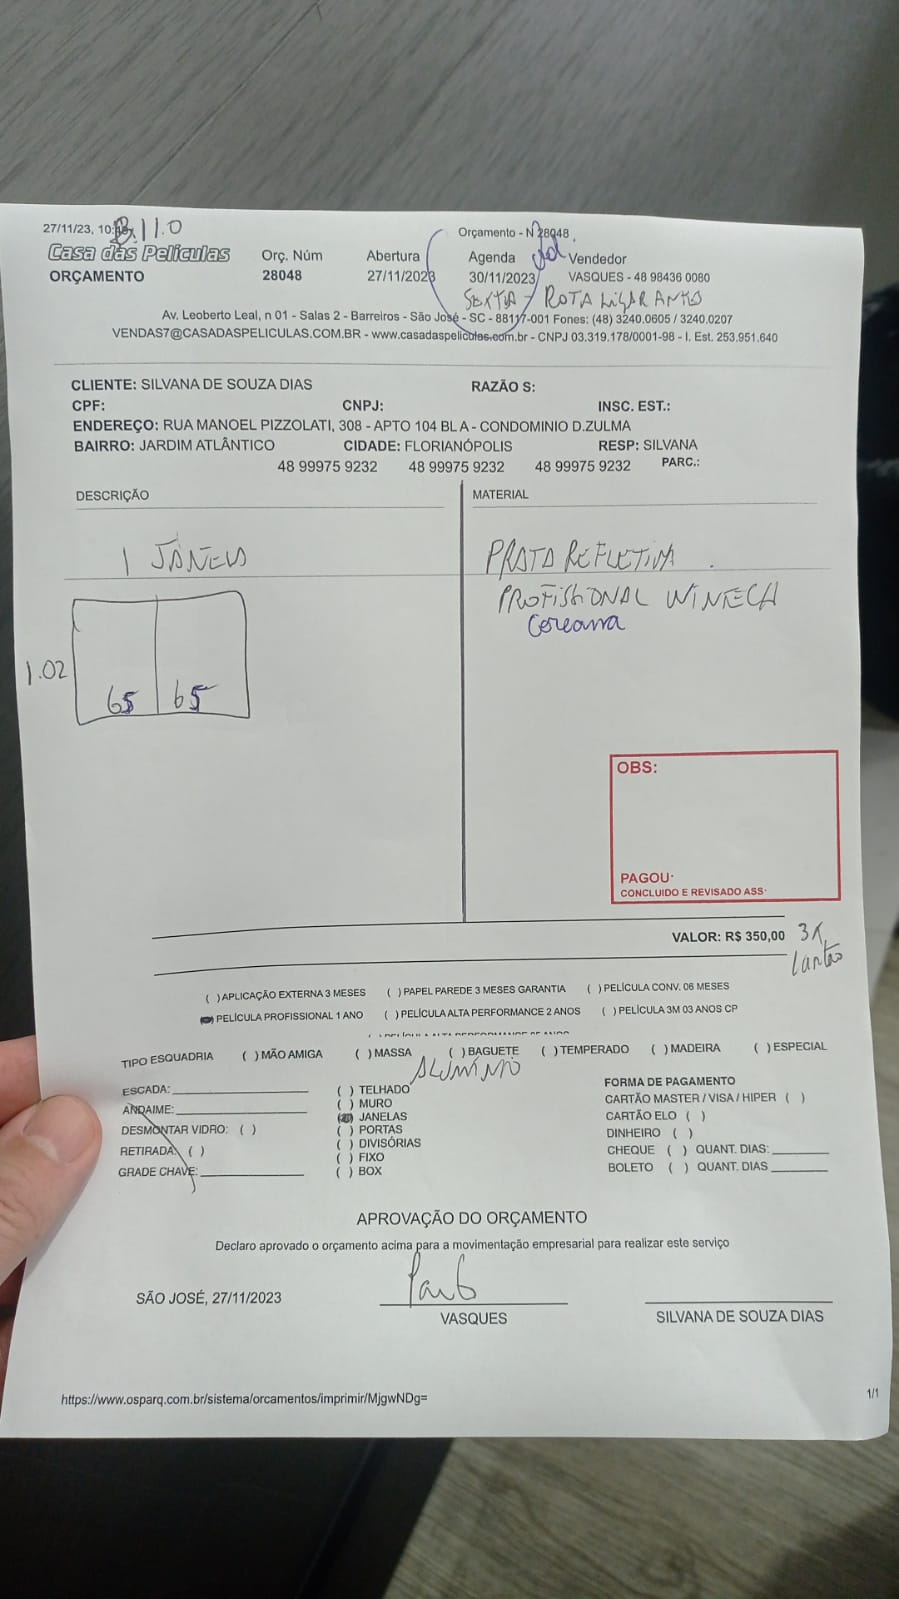 27/11/23, 10:
11.0
Orçamento - N 28048
Casa das Películas Orç. Núm Abertura Agenda Vendedor
ORÇAMENTO 28048 27/11/2023 30/11/2023 VASQUES - 48 98436 0080
SEXTA - ROTA LIGAR ANTES
Av. Leoberto Leal, n 01 - Salas 2 - Barreiros - São José - SC - 88117-001 Fones: (48) 3240.0605 / 3240.0207
VENDAS7@CASADASPELICULAS.COM.BR - www.casadaspeliculas.com.br - CNPJ 03.319.178/0001-98 - I. Est. 253.951.640
CLIENTE: SILVANA DE SOUZA DIAS RAZÃO S:
CPF: CNPJ: INSC. EST.:
ENDEREÇO: RUA MANOEL PIZZOLATI, 308 - APTO 104 BL A - CONDOMINIO D.ZULMA
BAIRRO: JARDIM ATLÂNTICO CIDADE: FLORIANÓPOLIS RESP: SILVANA
48 99975 9232 48 99975 9232 48 99975 9232 PARC.:
DESCRIÇÃO MATERIAL
1 JANELA PRATA REFLETIVA
PROFISSIONAL WINTECH
Coreana
1.02
65 65
OBS:
PAGOU:
CONCLUIDO E REVISADO ASS:
VALOR: R$ 350,00 3X
Cartão
( ) APLICAÇÃO EXTERNA 3 MESES ( ) PAPEL PAREDE 3 MESES GARANTIA ( ) PELÍCULA CONV. 06 MESES
PELÍCULA PROFISSIONAL 1 ANO ( ) PELÍCULA ALTA PERFORMANCE 2 ANOS ( ) PELÍCULA 3M 03 ANOS CP
TIPO ESQUADRIA ( ) MÃO AMIGA ( ) MASSA ( ) BAGUETE ( ) TEMPERADO ( ) MADEIRA ( ) ESPECIAL
ALUMINIO
ESCADA: ( ) TELHADO FORMA DE PAGAMENTO
( ) MURO CARTÃO MASTER / VISA / HIPER ( )
ANDAIME: JANELAS CARTÃO ELO ( )
DESMONTAR VIDRO: ( ) ( ) PORTAS DINHEIRO ( )
RETIRADA: ( ) ( ) DIVISÓRIAS CHEQUE ( ) QUANT. DIAS:
( ) FIXO BOLETO ( ) QUANT. DIAS
GRADE CHAVE: ( ) BOX
APROVAÇÃO DO ORÇAMENTO
Declaro aprovado o orçamento acima para a movimentação empresarial para realizar este serviço
SÃO JOSÉ, 27/11/2023
VASQUES SILVANA DE SOUZA DIAS
https://www.osparq.com.br/sistema/orcamentos/imprimir/MjgwNDg= 1/1